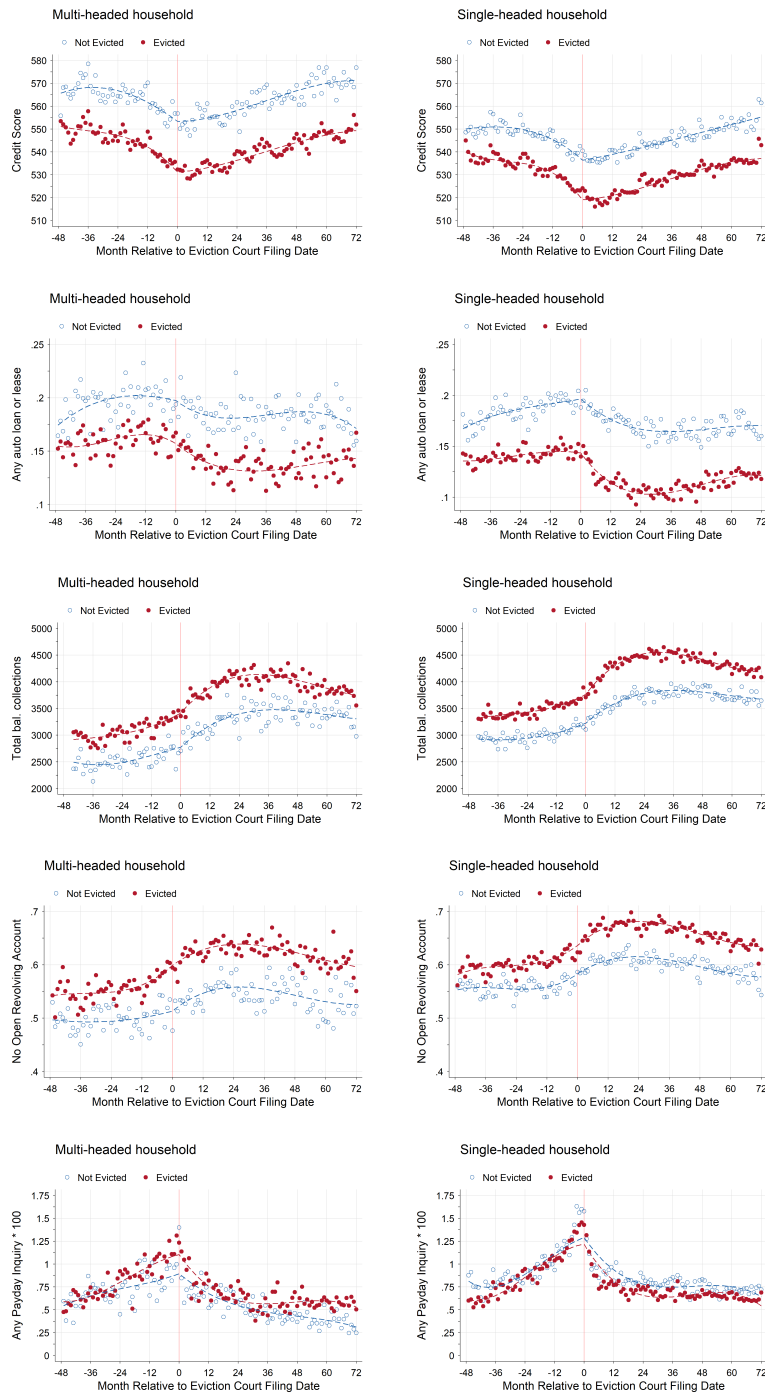 Multi-headed household
Not Evicted Evicted
Credit Score
580
570
560
550
540
530
520
510
-48 -36 -24 -12 0 12 24 36 48 60 72
Month Relative to Eviction Court Filing Date
Single-headed household
Not Evicted Evicted
Credit Score
580
570
560
550
540
530
520
510
-48 -36 -24 -12 0 12 24 36 48 60 72
Month Relative to Eviction Court Filing Date
Multi-headed household
Not Evicted Evicted
Any auto loan or lease
.25
.2
.15
.1
-48 -36 -24 -12 0 12 24 36 48 60 72
Month Relative to Eviction Court Filing Date
Single-headed household
Not Evicted Evicted
Any auto loan or lease
.25
.2
.15
.1
-48 -36 -24 -12 0 12 24 36 48 60 72
Month Relative to Eviction Court Filing Date
Multi-headed household
Not Evicted Evicted
Total bal. collections
5000
4500
4000
3500
3000
2500
2000
-48 -36 -24 -12 0 12 24 36 48 60 72
Month Relative to Eviction Court Filing Date
Single-headed household
Not Evicted Evicted
Total bal. collections
5000
4500
4000
3500
3000
2500
2000
-48 -36 -24 -12 0 12 24 36 48 60 72
Month Relative to Eviction Court Filing Date
Multi-headed household
Not Evicted Evicted
No Open Revolving Account
.7
.6
.5
.4
-48 -36 -24 -12 0 12 24 36 48 60 72
Month Relative to Eviction Court Filing Date
Single-headed household
Not Evicted Evicted
No Open Revolving Account
.7
.6
.5
.4
-48 -36 -24 -12 0 12 24 36 48 60 72
Month Relative to Eviction Court Filing Date
Multi-headed household
Not Evicted Evicted
Any Payday Inquiry * 100
1.75
1.5
1.25
1
.75
.5
.25
0
-48 -36 -24 -12 0 12 24 36 48 60 72
Month Relative to Eviction Court Filing Date
Single-headed household
Not Evicted Evicted
Any Payday Inquiry * 100
1.75
1.5
1.25
1
.75
.5
.25
0
-48 -36 -24 -12 0 12 24 36 48 60 72
Month Relative to Eviction Court Filing Date